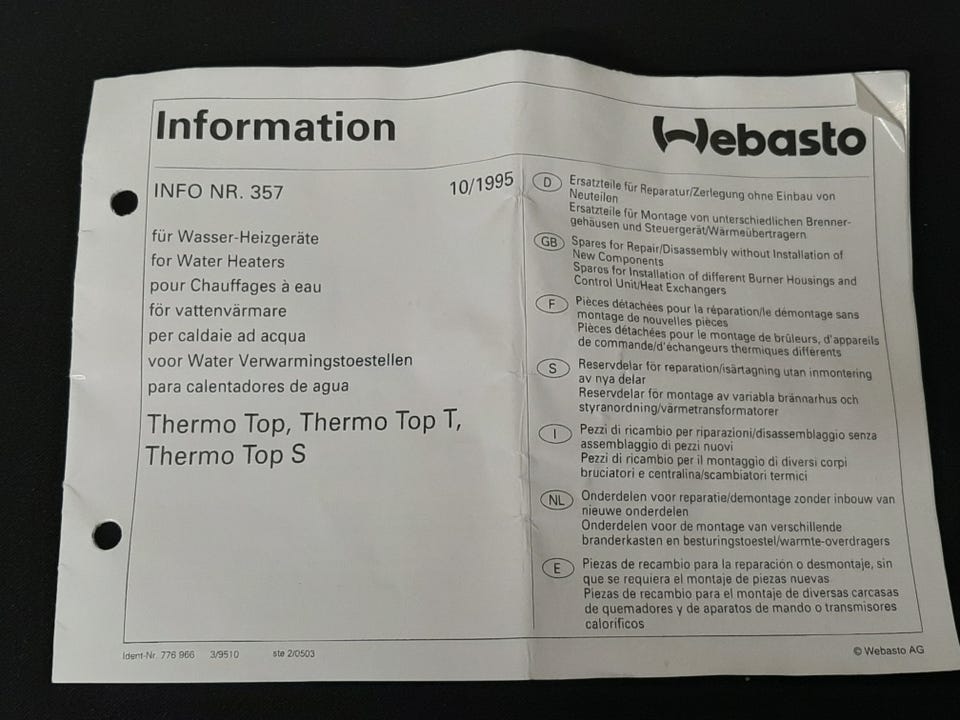 Information
Webasto
INFO NR. 357
10/1995
für Wasser-Heizgeräte
for Water Heaters
pour Chauffages à eau
för vattenvärmare
per caldaie ad acqua
voor Water Verwarmingstoestellen
para calentadores de agua
Thermo Top, Thermo Top T,
Thermo Top S
D
Ersatzteile für Reparatur/Zerlegung ohne Einbau von
Neuteilen
Ersatzteile für Montage von unterschiedlichen Brenner-
gehäusen und Steuergerät/Wärmeübertragern
GB
Spares for Repair/Disassembly without Installation of
New Components
Spares for Installation of different Burner Housings and
Control Unit/Heat Exchangers
F
Pièces détachées pour la réparation/le démontage sans
montage de nouvelles pièces
Pièces détachées pour le montage de brûleurs, d'appareils
de commande/d'échangeurs thermiques différents
S
Reservdelar för reparation/isärtagning utan inmontering
av nya delar
Reservdelar för montage av variabla brännarhus och
styranordning/värmetransformatorer
I
Pezzi di ricambio per riparazioni/disassemblaggio senza
assemblaggio di pezzi nuovi
Pezzi di ricambio per il montaggio di diversi corpi
bruciatori e centralina/scambiatori termici
NL
Onderdelen voor reparatie/demontage zonder inbouw van
nieuwe onderdelen
Onderdelen voor de montage van verschillende
branderkasten en besturingstoestel/warmte-overdragers
E
Piezas de recambio para la reparación o desmontaje, sin
que se requiera el montaje de piezas nuevas
Piezas de recambio para el montaje de diversas carcasas
de quemadores y de aparatos de mando o transmisores
caloríficos
Ident-Nr. 776 966 3/9510 ste 2/0503
© Webasto AG